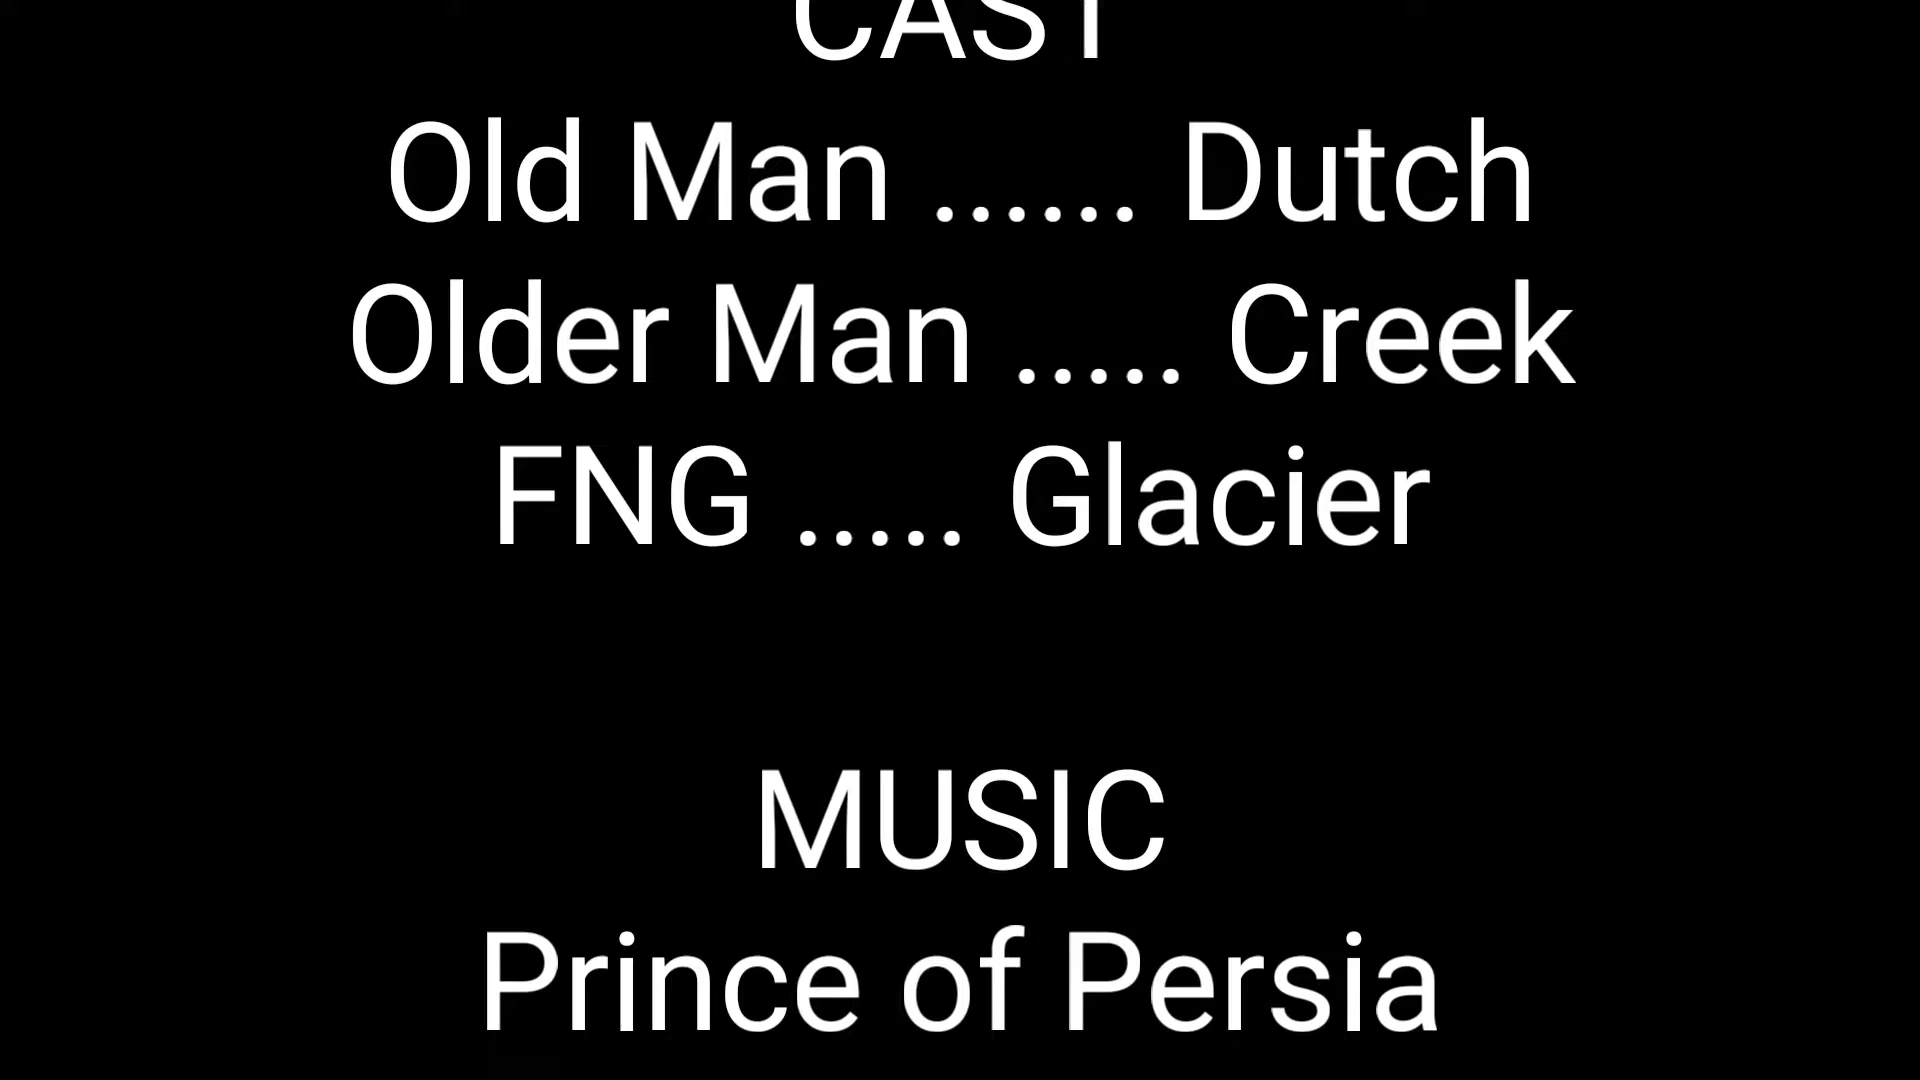 CAST
Old Man ...... Dutch
Older Man ..... Creek
FNG ..... Glacier
MUSIC
Prince of Persia